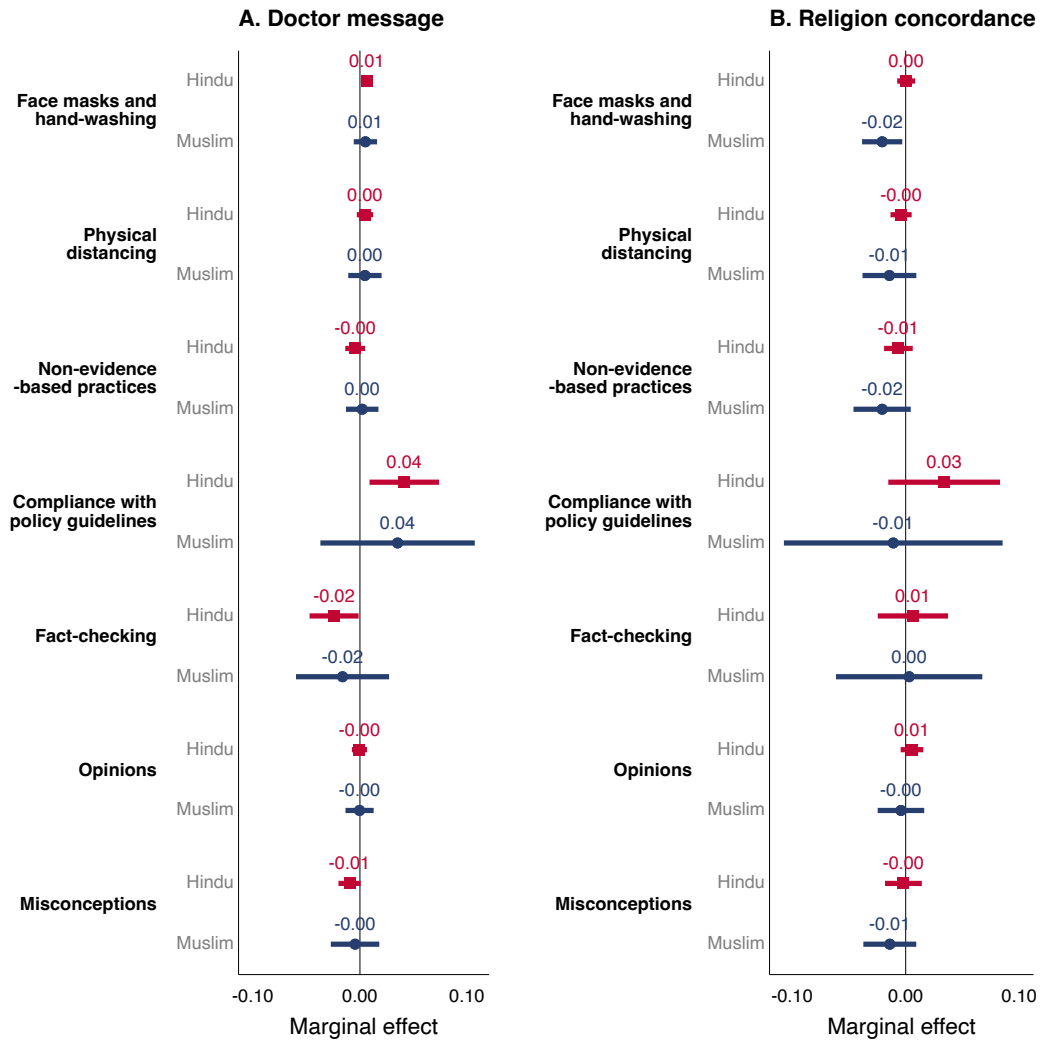 A. Doctor message
Face masks and
hand-washing
Hindu
0.01
Muslim
0.01
Physical
distancing
Hindu
0.00
Muslim
0.00
Non-evidence
-based practices
Hindu
-0.00
Muslim
0.00
Compliance with
policy guidelines
Hindu
0.04
Muslim
0.04
Fact-checking
Hindu
-0.02
Muslim
-0.02
Opinions
Hindu
-0.00
Muslim
-0.00
Misconceptions
Hindu
-0.01
Muslim
-0.00
-0.10 0.00 0.10
Marginal effect
B. Religion concordance
Face masks and
hand-washing
Hindu
0.00
Muslim
-0.02
Physical
distancing
Hindu
-0.00
Muslim
-0.01
Non-evidence
-based practices
Hindu
-0.01
Muslim
-0.02
Compliance with
policy guidelines
Hindu
0.03
Muslim
-0.01
Fact-checking
Hindu
0.01
Muslim
0.00
Opinions
Hindu
0.01
Muslim
-0.00
Misconceptions
Hindu
-0.00
Muslim
-0.01
-0.10 0.00 0.10
Marginal effect